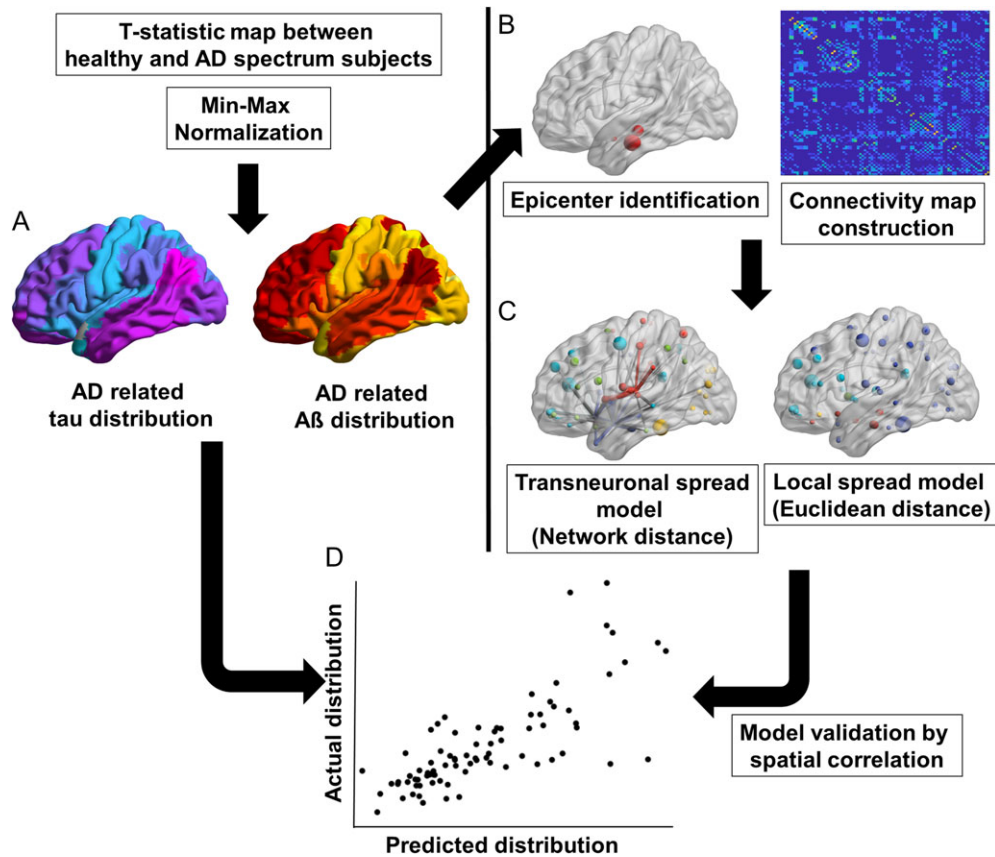 T-statistic map between
healthy and AD spectrum subjects
Min-Max
Normalization
A
AD related
tau distribution
AD related
Aß distribution
B
Epicenter identification
Connectivity map
construction
C
Transneuronal spread
model
(Network distance)
Local spread model
(Euclidean distance)
D
Actual distribution
Predicted distribution
Model validation by
spatial correlation